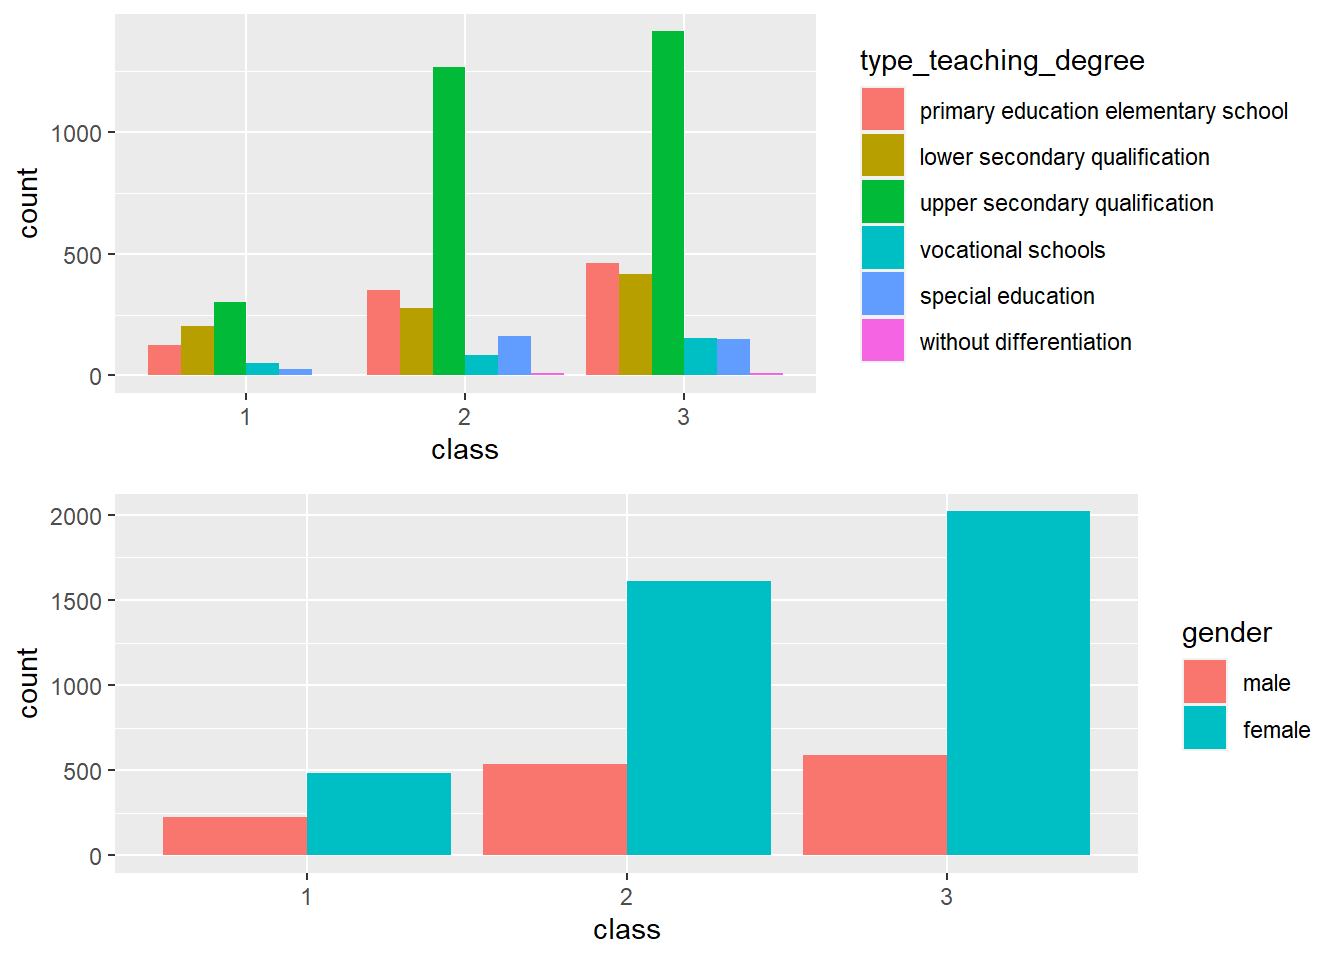 type_teaching_degree
primary education elementary school
lower secondary qualification
upper secondary qualification
vocational schools
special education
without differentiation
count
1000
500
0
1 2 3
class
gender
male
female
count
2000
1500
1000
500
0
1 2 3
class